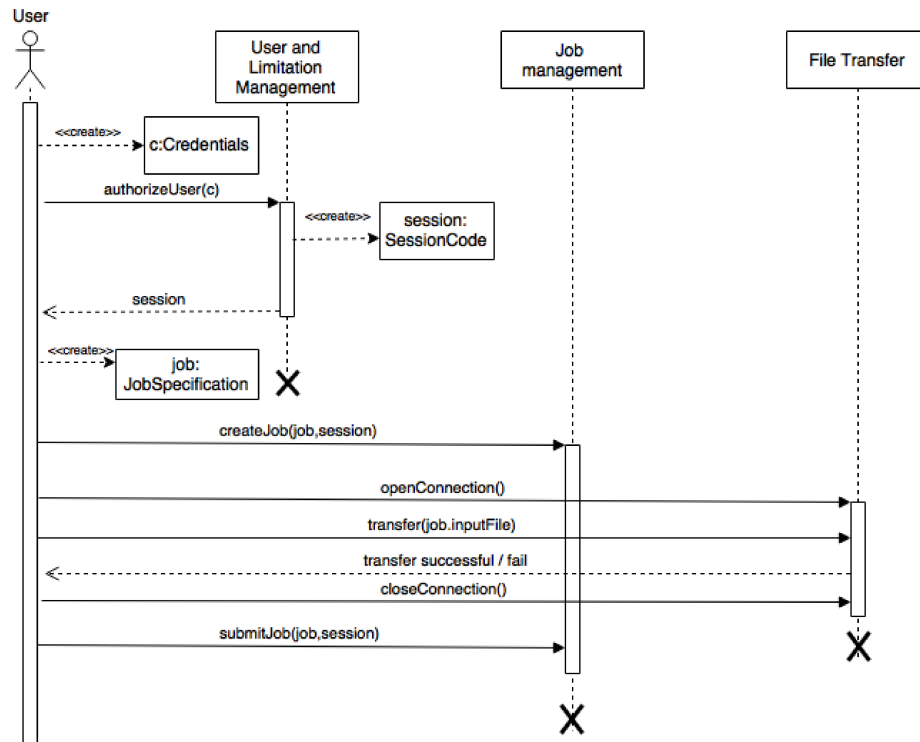 User
User and
Limitation
Management
Job
management
File Transfer
<<create>>
c:Credentials
authorizeUser(c)
<<create>>
session:
SessionCode
session
<<create>>
job:
JobSpecification
createJob(job,session)
openConnection()
transfer(job.inputFile)
transfer successful / fail
closeConnection()
submitJob(job,session)